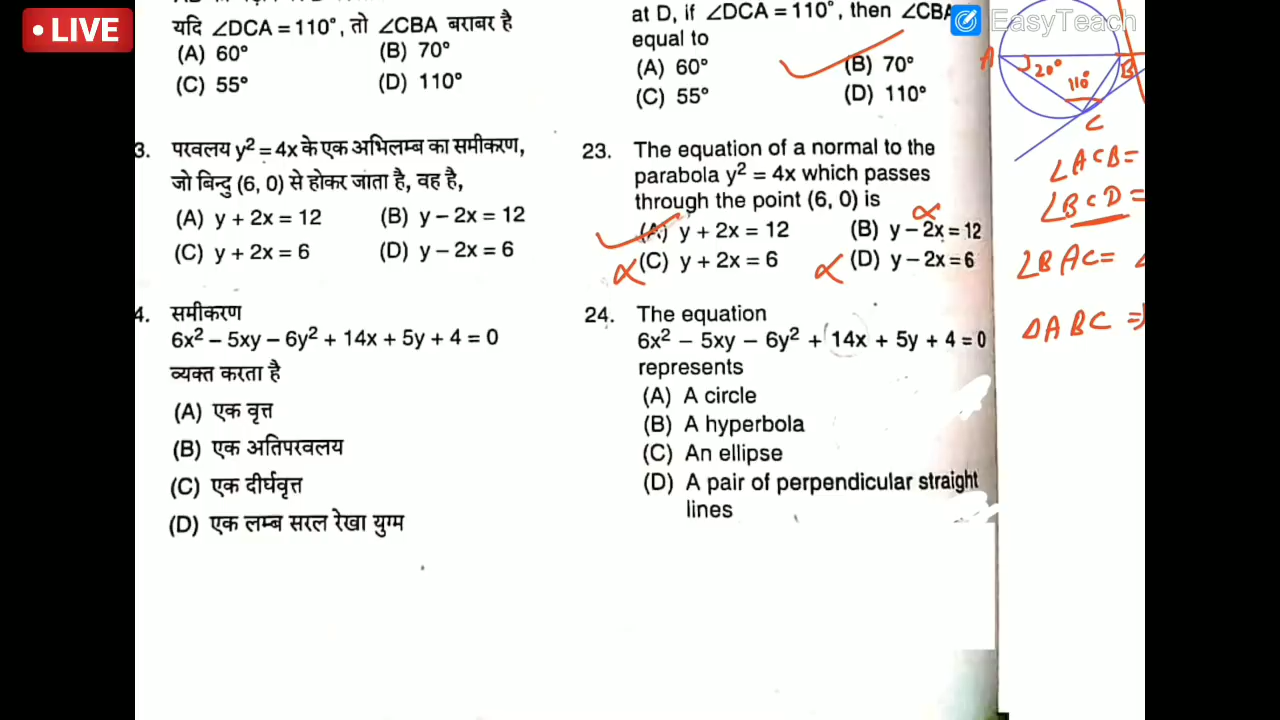 LIVE
EasyTeach
यदि ∠DCA = 110°, तो ∠CBA बराबर है
(A) 60° (B) 70°
(C) 55° (D) 110°
3. परवलय y² = 4x के एक अभिलम्ब का समीकरण,
जो बिन्दु (6, 0) से होकर जाता है, वह है,
(A) y + 2x = 12 (B) y – 2x = 12
(C) y + 2x = 6 (D) y – 2x = 6
4. समीकरण
6x² – 5xy – 6y² + 14x + 5y + 4 = 0
व्यक्त करता है
(A) एक वृत्त
(B) एक अतिपरवलय
(C) एक दीर्घवृत्त
(D) एक लम्ब सरल रेखा युग्म
at D, if ∠DCA = 110°, then ∠CBA
equal to
(A) 60° (B) 70°
(C) 55° (D) 110°
23. The equation of a normal to the
parabola y² = 4x which passes
through the point (6, 0) is
(A) y + 2x = 12 (B) y – 2x = 12
(C) y + 2x = 6 (D) y – 2x = 6
24. The equation
6x² – 5xy – 6y² + 14x + 5y + 4 = 0
represents
(A) A circle
(B) A hyperbola
(C) An ellipse
(D) A pair of perpendicular straight
lines
A 20° B
110°
C
∠ACB =
∠BCD =
∠BAC =
ΔABC ⇒